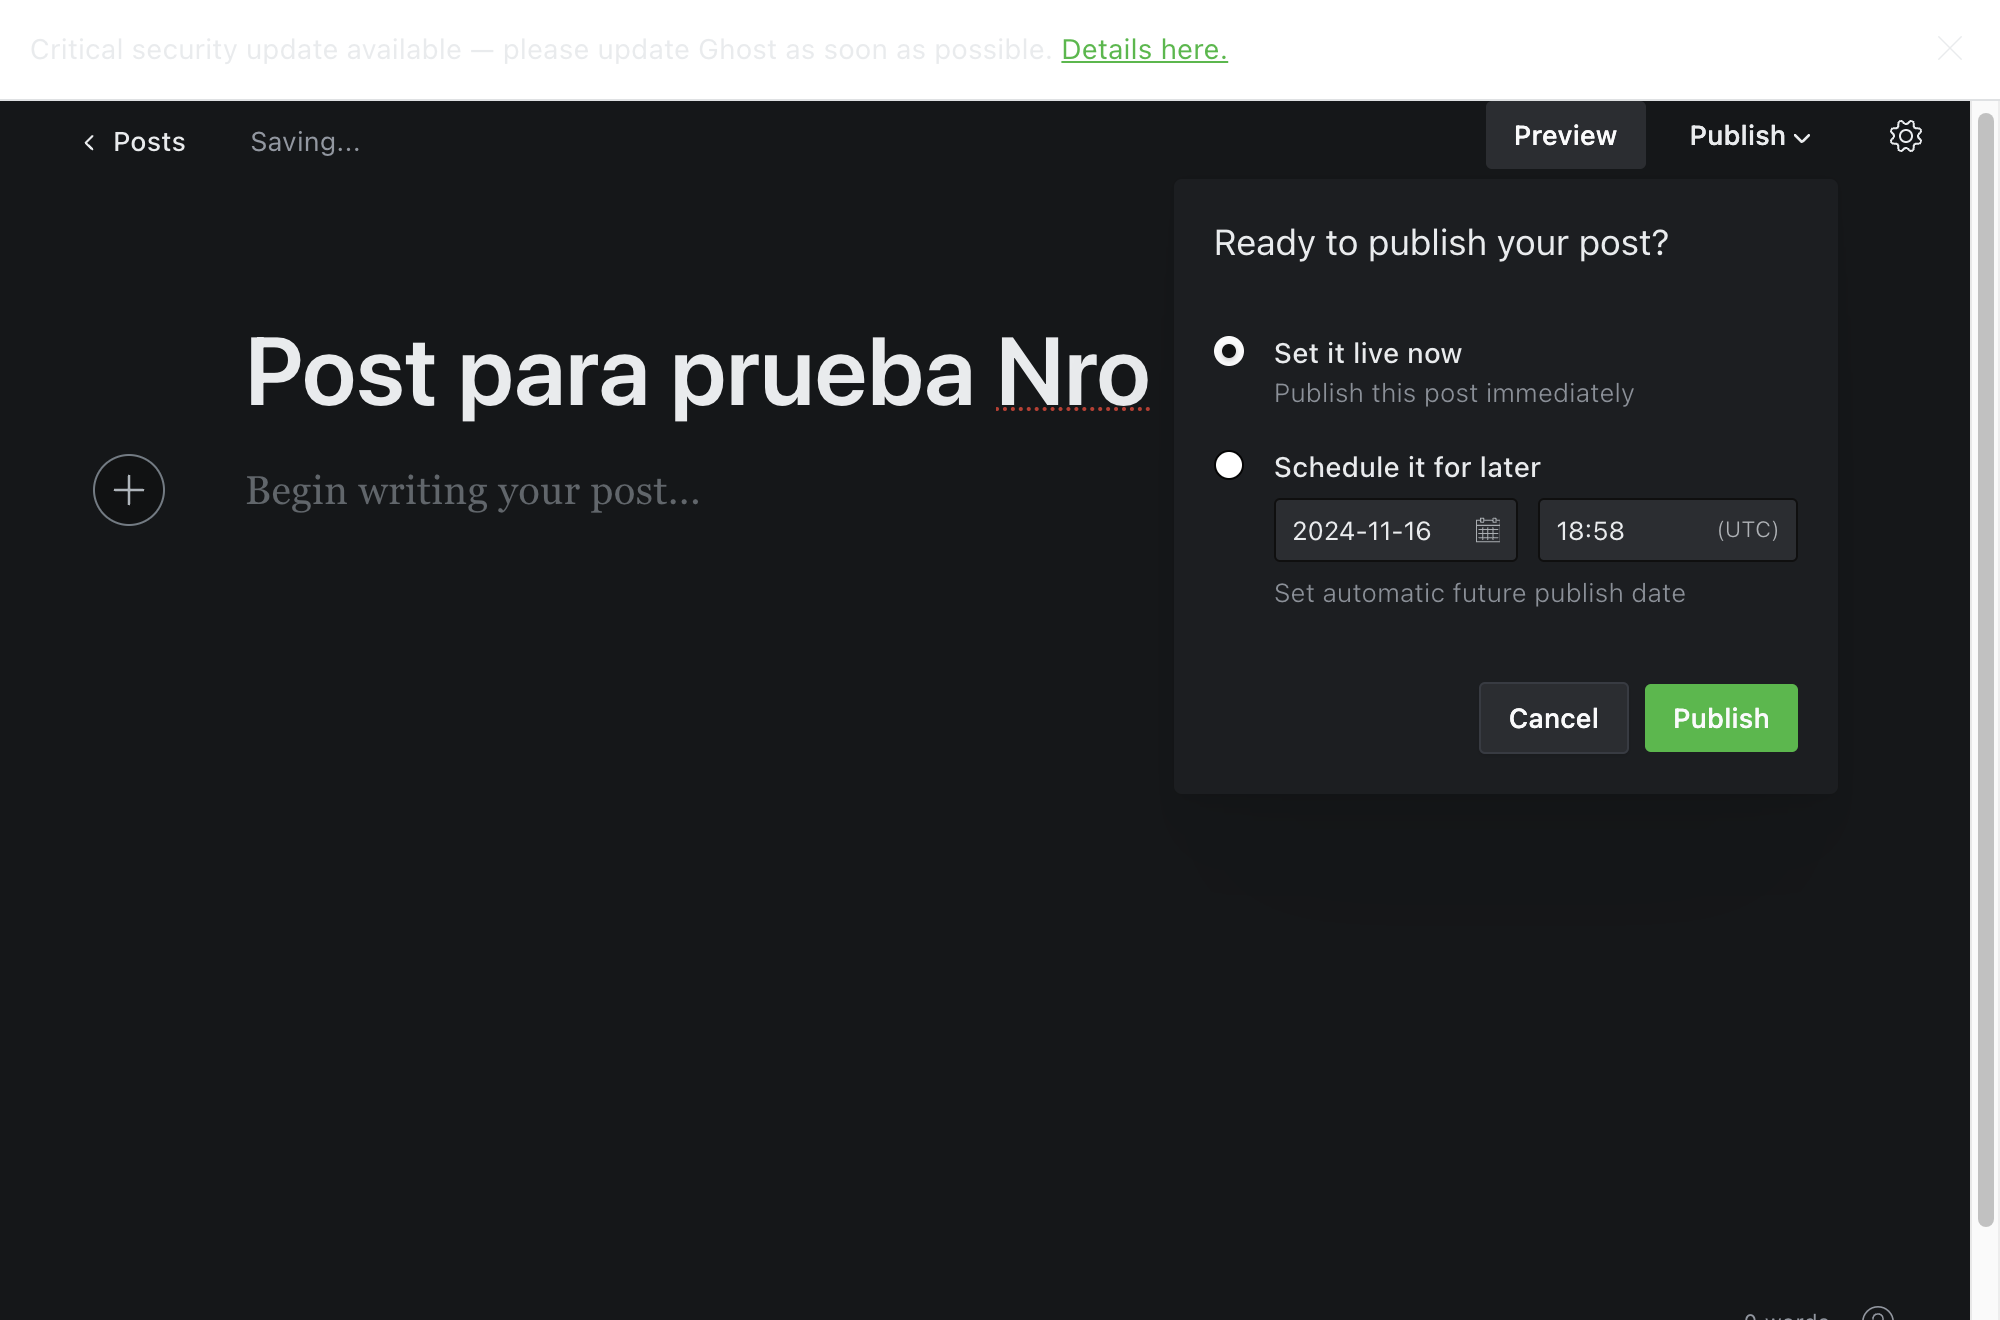 Critical security update available — please update Ghost as soon as possible. Details here.
Posts
Saving...
Preview
Publish
Ready to publish your post?
Set it live now
Publish this post immediately
Schedule it for later
2024-11-16
18:58
(UTC)
Set automatic future publish date
Cancel
Publish
Post para prueba Nro
Begin writing your post...
0 words